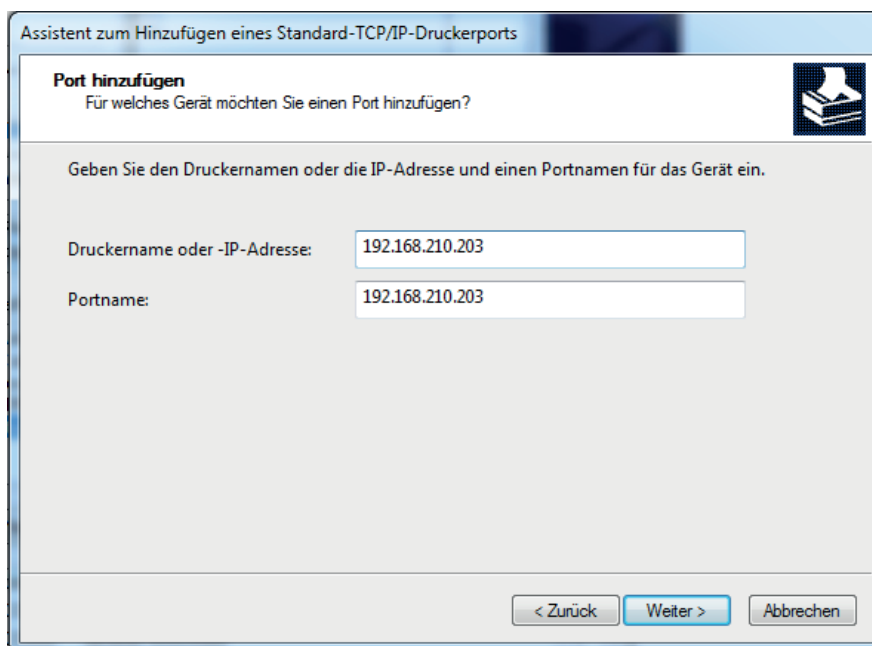 Assistent zum Hinzufügen eines Standard-TCP/IP-Druckerports
Port hinzufügen
Für welches Gerät möchten Sie einen Port hinzufügen?
Geben Sie den Druckernamen oder die IP-Adresse und einen Portnamen für das Gerät ein.
Druckername oder -IP-Adresse: 192.168.210.203
Portname: 192.168.210.203
< Zurück Weiter > Abbrechen